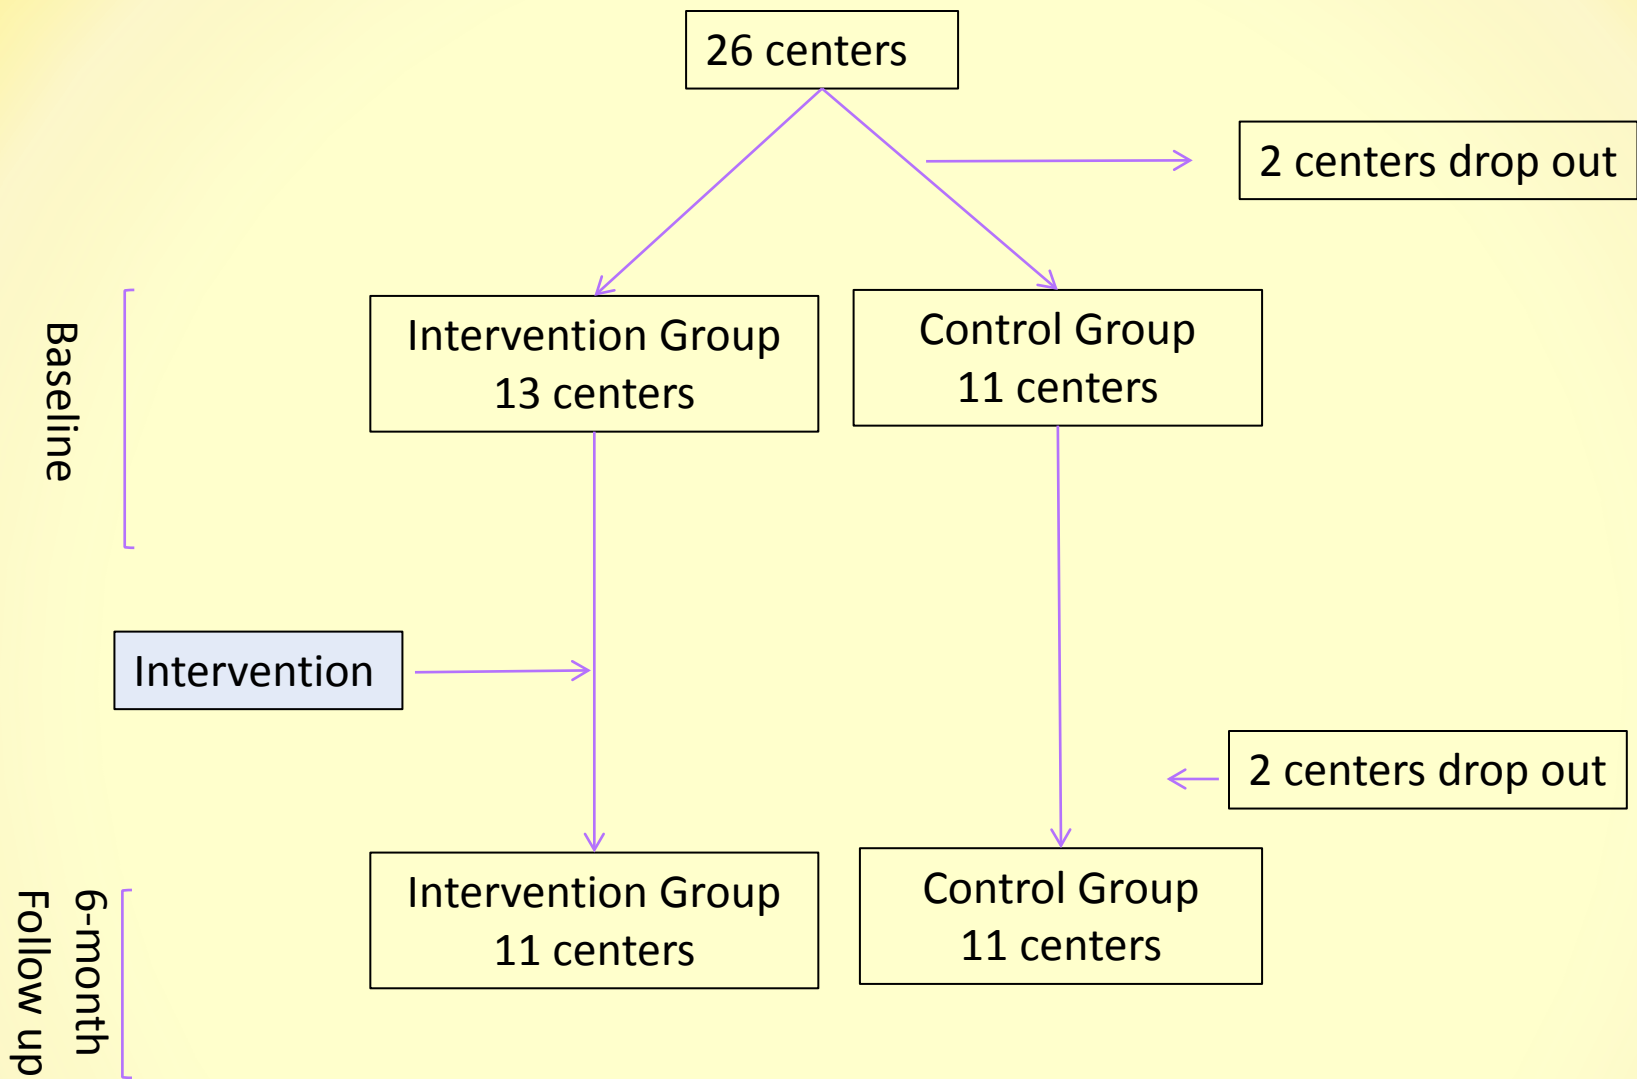 26 centers
2 centers drop out
Baseline
Intervention Group
13 centers
Control Group
11 centers
Intervention
2 centers drop out
6-month
Follow up
Intervention Group
11 centers
Control Group
11 centers